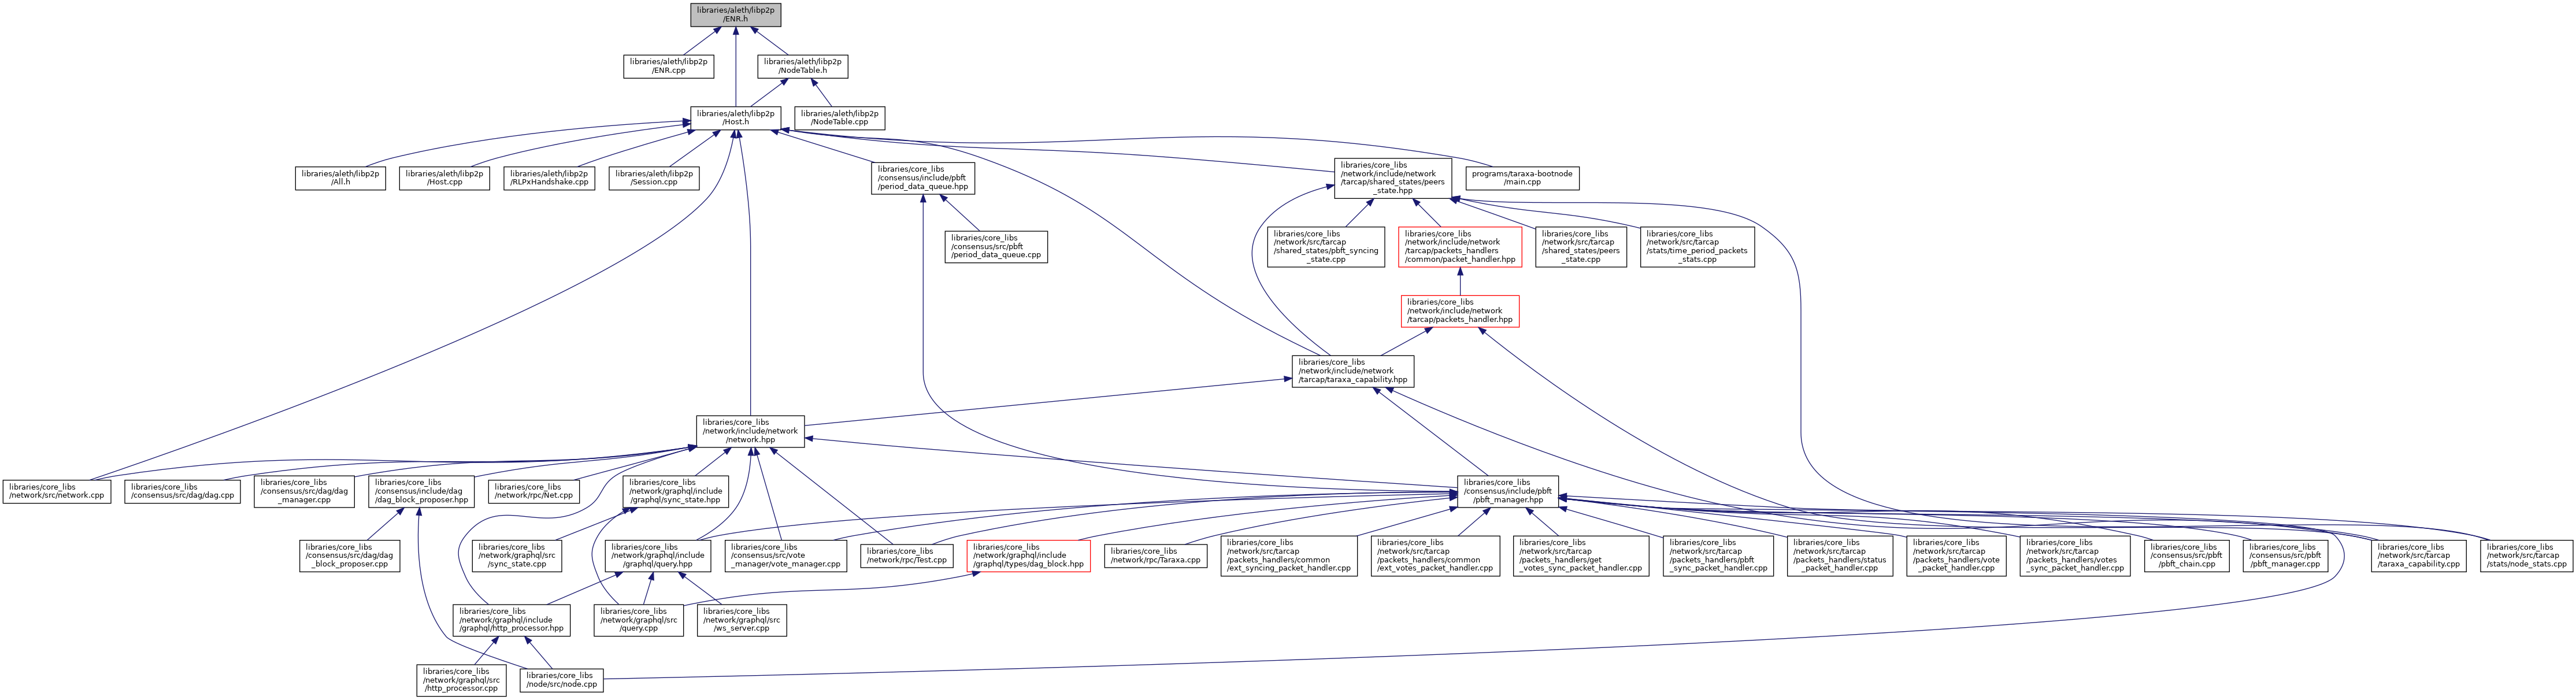 libraries/aleth/libp2p
/ENR.h
libraries/aleth/libp2p
/ENR.cpp
libraries/aleth/libp2p
/NodeTable.h
libraries/aleth/libp2p
/Host.h
libraries/aleth/libp2p
/NodeTable.cpp
libraries/aleth/libp2p
/All.h
libraries/aleth/libp2p
/Host.cpp
libraries/aleth/libp2p
/RLPxHandshake.cpp
libraries/aleth/libp2p
/Session.cpp
libraries/core_libs
/consensus/include/pbft
/period_data_queue.hpp
libraries/core_libs
/network/include/network
/tarcap/shared_states/peers
_state.hpp
programs/taraxa-bootnode
/main.cpp
libraries/core_libs
/consensus/src/pbft
/period_data_queue.cpp
libraries/core_libs
/network/src/tarcap
/shared_states/pbft_syncing
_state.cpp
libraries/core_libs
/network/include/network
/tarcap/packets_handlers
/common/packet_handler.hpp
libraries/core_libs
/network/src/tarcap
/shared_states/peers
_state.cpp
libraries/core_libs
/network/src/tarcap
/stats/time_period_packets
_stats.cpp
libraries/core_libs
/network/include/network
/tarcap/packets_handler.hpp
libraries/core_libs
/network/include/network
/tarcap/taraxa_capability.hpp
libraries/core_libs
/network/include/network
/network.hpp
libraries/core_libs
/network/src/network.cpp
libraries/core_libs
/consensus/src/dag/dag.cpp
libraries/core_libs
/consensus/src/dag/dag
_manager.cpp
libraries/core_libs
/consensus/include/dag
/dag_block_proposer.hpp
libraries/core_libs
/network/rpc/Net.cpp
libraries/core_libs
/network/graphql/include
/graphql/sync_state.hpp
libraries/core_libs
/consensus/include/pbft
/pbft_manager.hpp
libraries/core_libs
/consensus/src/dag/dag
_block_proposer.cpp
libraries/core_libs
/network/graphql/src
/sync_state.cpp
libraries/core_libs
/network/graphql/include
/graphql/query.hpp
libraries/core_libs
/consensus/src/vote
_manager/vote_manager.cpp
libraries/core_libs
/network/rpc/Test.cpp
libraries/core_libs
/network/graphql/include
/graphql/types/dag_block.hpp
libraries/core_libs
/network/rpc/Taraxa.cpp
libraries/core_libs
/network/src/tarcap
/packets_handlers/common
/ext_syncing_packet_handler.cpp
libraries/core_libs
/network/src/tarcap
/packets_handlers/common
/ext_votes_packet_handler.cpp
libraries/core_libs
/network/src/tarcap
/packets_handlers/get
_votes_sync_packet_handler.cpp
libraries/core_libs
/network/src/tarcap
/packets_handlers/pbft
_sync_packet_handler.cpp
libraries/core_libs
/network/src/tarcap
/packets_handlers/status
_packet_handler.cpp
libraries/core_libs
/network/src/tarcap
/packets_handlers/vote
_packet_handler.cpp
libraries/core_libs
/network/src/tarcap
/packets_handlers/votes
_sync_packet_handler.cpp
libraries/core_libs
/consensus/src/pbft
/pbft_chain.cpp
libraries/core_libs
/consensus/src/pbft
/pbft_manager.cpp
libraries/core_libs
/network/src/tarcap
/taraxa_capability.cpp
libraries/core_libs
/network/src/tarcap
/stats/node_stats.cpp
libraries/core_libs
/network/graphql/include
/graphql/http_processor.hpp
libraries/core_libs
/network/graphql/src
/query.cpp
libraries/core_libs
/network/graphql/src
/ws_server.cpp
libraries/core_libs
/network/graphql/src
/http_processor.cpp
libraries/core_libs
/node/src/node.cpp